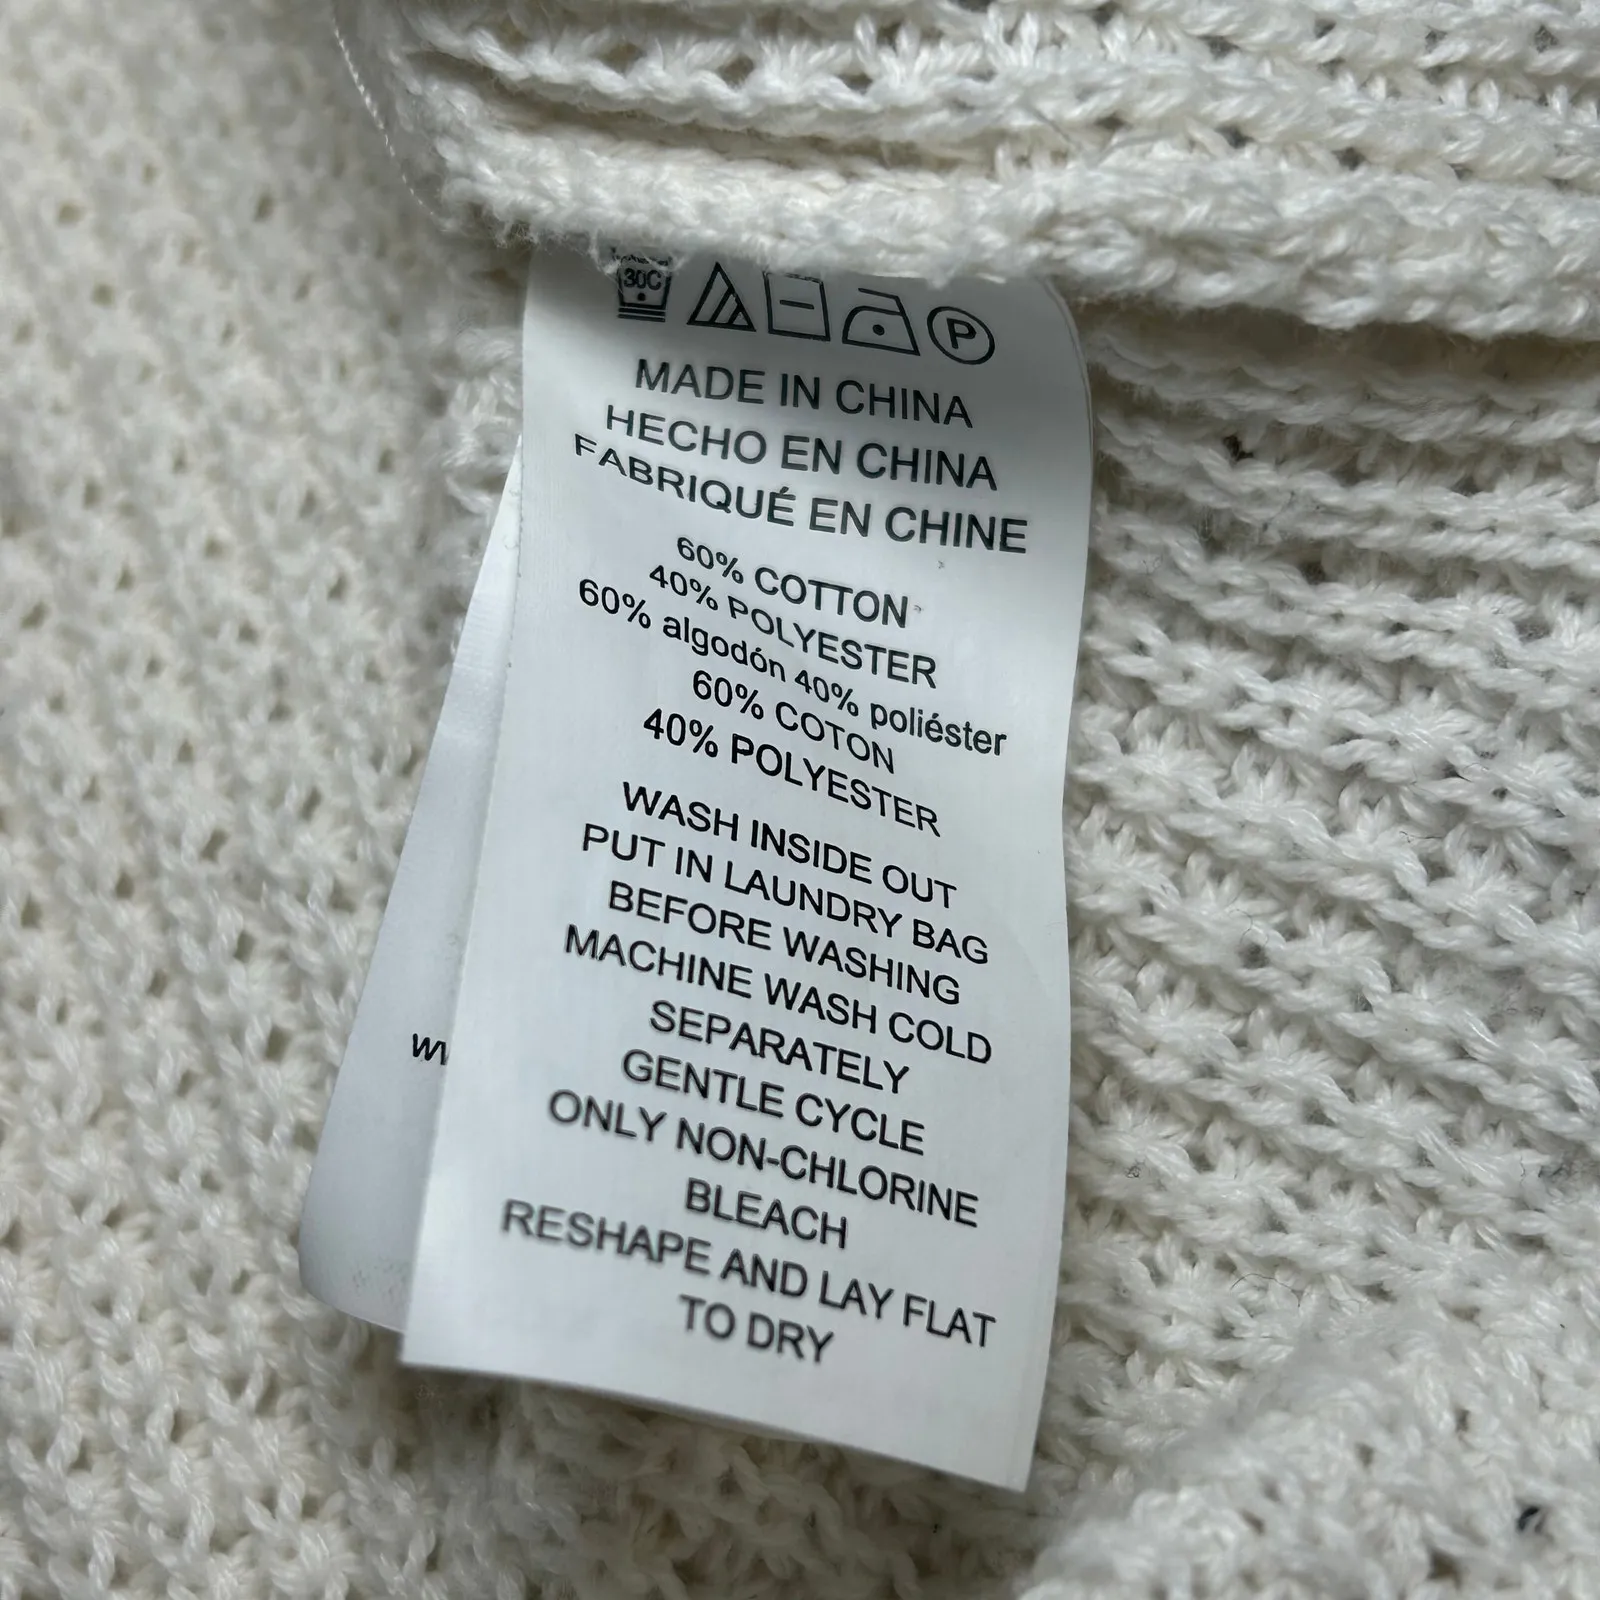 30C
P
MADE IN CHINA
HECHO EN CHINA
FABRIQUÉ EN CHINE
60% COTTON
40% POLYESTER
60% algodón 40% poliéster
60% COTON
40% POLYESTER
WASH INSIDE OUT
PUT IN LAUNDRY BAG
BEFORE WASHING
MACHINE WASH COLD
SEPARATELY
GENTLE CYCLE
ONLY NON-CHLORINE
BLEACH
RESHAPE AND LAY FLAT
TO DRY